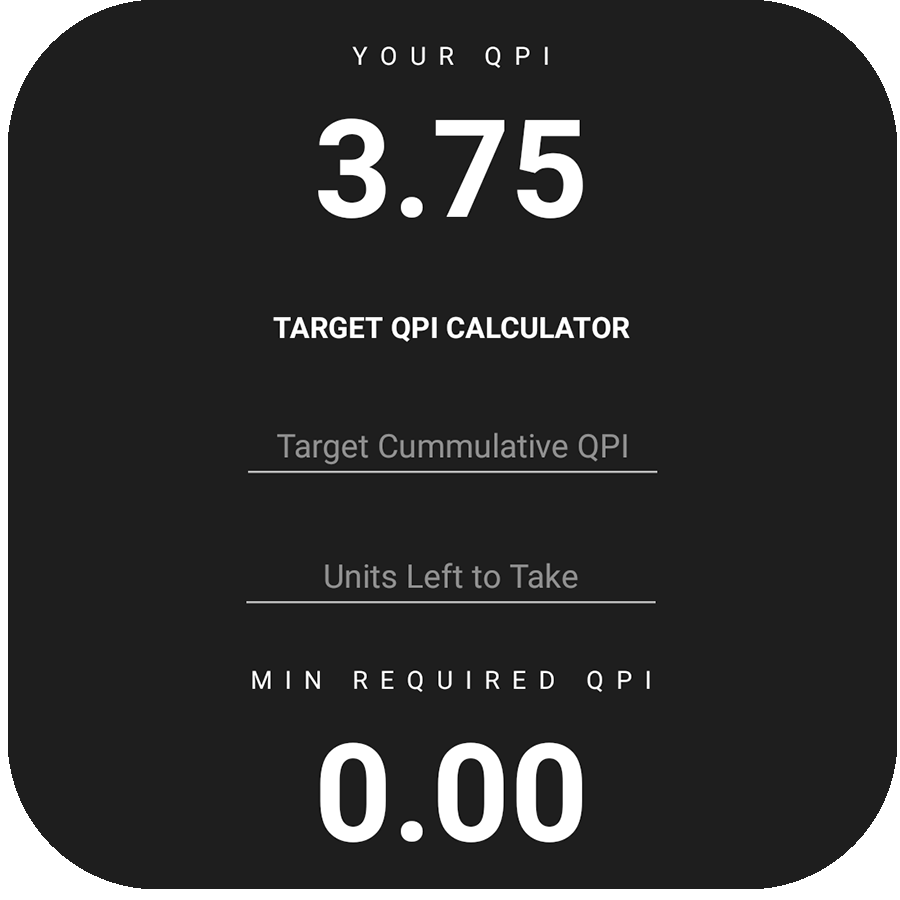 YOUR QPI
3.75
TARGET QPI CALCULATOR
Target Cummulative QPI
Units Left to Take
MIN REQUIRED QPI
0.00